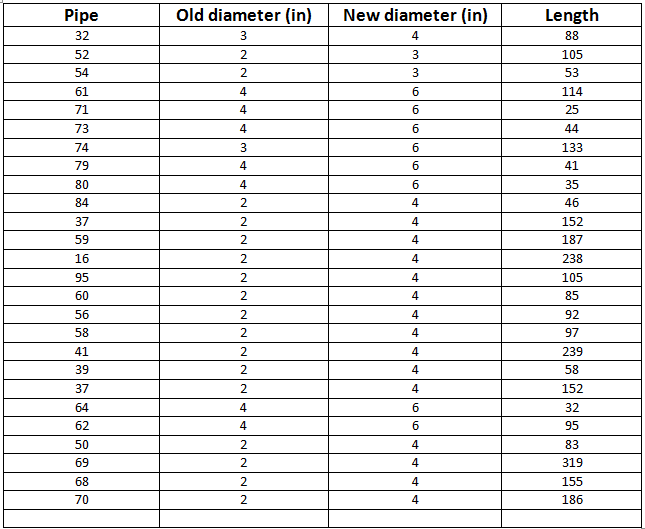 Pipe Old diameter (in) New diameter (in) Length
32 3 4 88
52 2 3 105
54 2 3 53
61 4 6 114
71 4 6 25
73 4 6 44
74 3 6 133
79 4 6 41
80 4 6 35
84 2 4 46
37 2 4 152
59 2 4 187
16 2 4 238
95 2 4 105
60 2 4 85
56 2 4 92
58 2 4 97
41 2 4 239
39 2 4 58
37 2 4 152
64 4 6 32
62 4 6 95
50 2 4 83
69 2 4 319
68 2 4 155
70 2 4 186